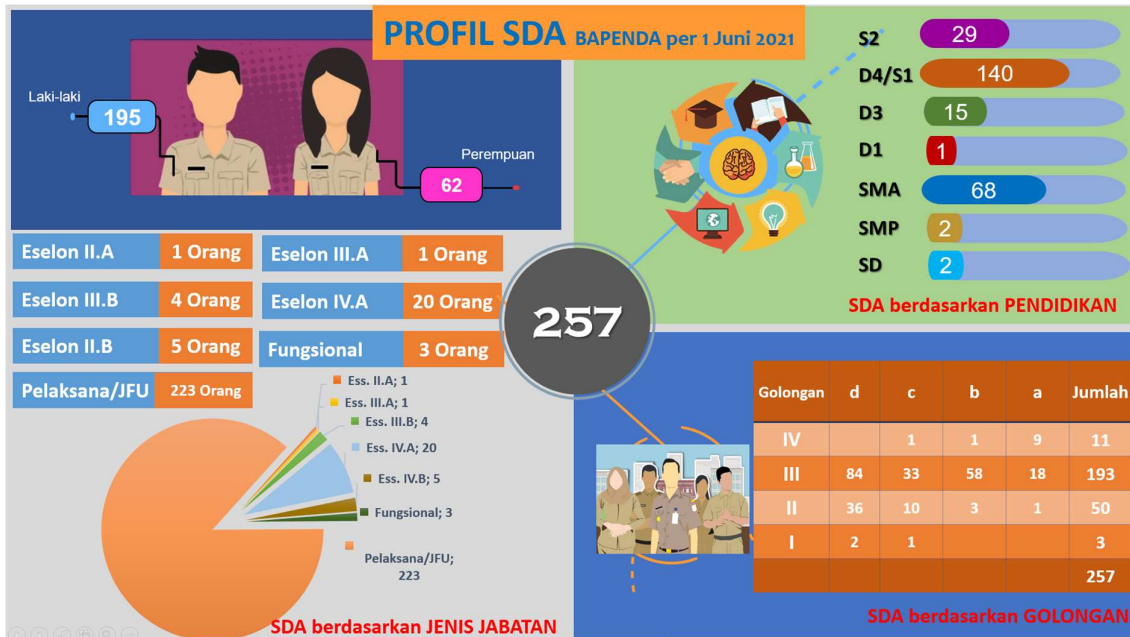 PROFIL SDA BAPENDA per 1 Juni 2021
Laki-laki
195
Perempuan
62
Eselon II.A 1 Orang Eselon III.A 1 Orang
Eselon III.B 4 Orang Eselon IV.A 20 Orang
Eselon II.B 5 Orang Fungsional 3 Orang
Pelaksana/JFU 223 Orang
Ess. II.A; 1
Ess. III.A; 1
Ess. III.B; 4
Ess. IV.A; 20
Ess. IV.B; 5
Fungsional; 3
Pelaksana/JFU;
223
SDA berdasarkan JENIS JABATAN
257
S2 29
D4/S1 140
D3 15
D1 1
SMA 68
SMP 2
SD 2
SDA berdasarkan PENDIDIKAN
Golongan d c b a Jumlah
IV 1 1 9 11
III 84 33 58 18 193
II 36 10 3 1 50
I 2 1 3
257
SDA berdasarkan GOLONGAN